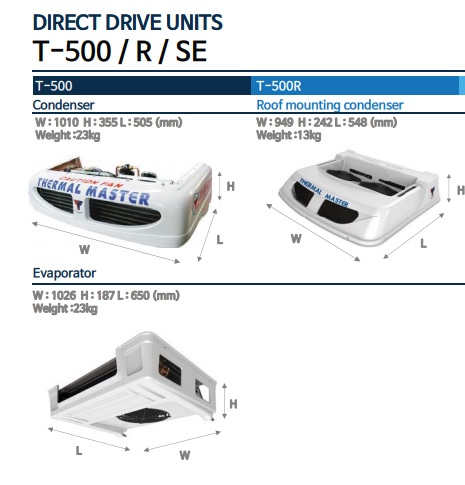 DIRECT DRIVE UNITS
T-500 / R / SE
T-500
T-500R
Condenser
Roof mounting condenser
W : 1010 H : 355 L : 505 (mm)
Weight :23kg
W : 949 H : 242 L : 548 (mm)
Weight :13kg
CAUTION FAN
THERMAL MASTER
H
W
L
THERMAL MASTER
H
W
L
Evaporator
W : 1026 H : 187 L : 650 (mm)
Weight :23kg
H
L
W